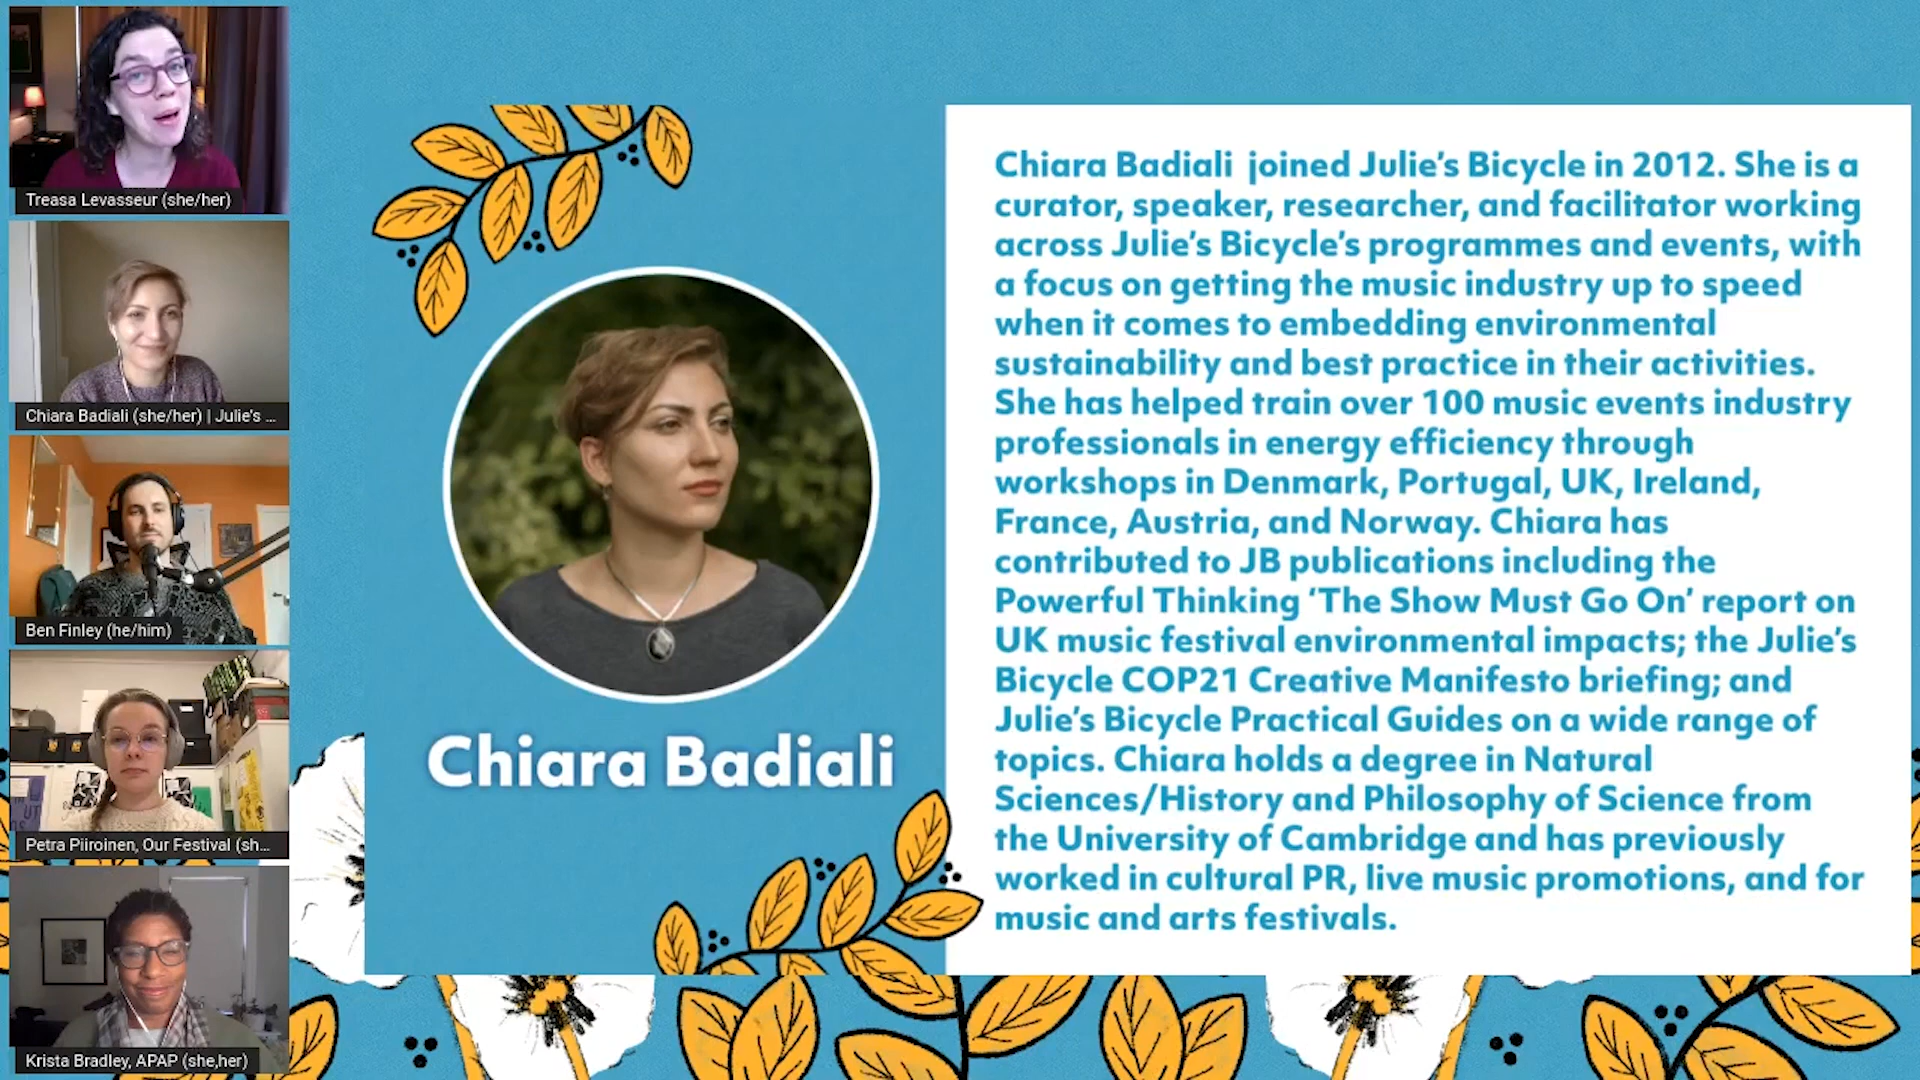 Treasa Levasseur (she/her)
Chiara Badiali (she/her) | Julie's ...
Ben Finley (he/him)
Petra Piiroinen, Our Festival (sh...
Krista Bradley, APAP (she,her)
Chiara Badiali
Chiara Badiali joined Julie's Bicycle in 2012. She is a
curator, speaker, researcher, and facilitator working
across Julie's Bicycle's programmes and events, with
a focus on getting the music industry up to speed
when it comes to embedding environmental
sustainability and best practice in their activities.
She has helped train over 100 music events industry
professionals in energy efficiency through
workshops in Denmark, Portugal, UK, Ireland,
France, Austria, and Norway. Chiara has
contributed to JB publications including the
Powerful Thinking 'The Show Must Go On' report on
UK music festival environmental impacts; the Julie's
Bicycle COP21 Creative Manifesto briefing; and
Julie's Bicycle Practical Guides on a wide range of
topics. Chiara holds a degree in Natural
Sciences/History and Philosophy of Science from
the University of Cambridge and has previously
worked in cultural PR, live music promotions, and for
music and arts festivals.